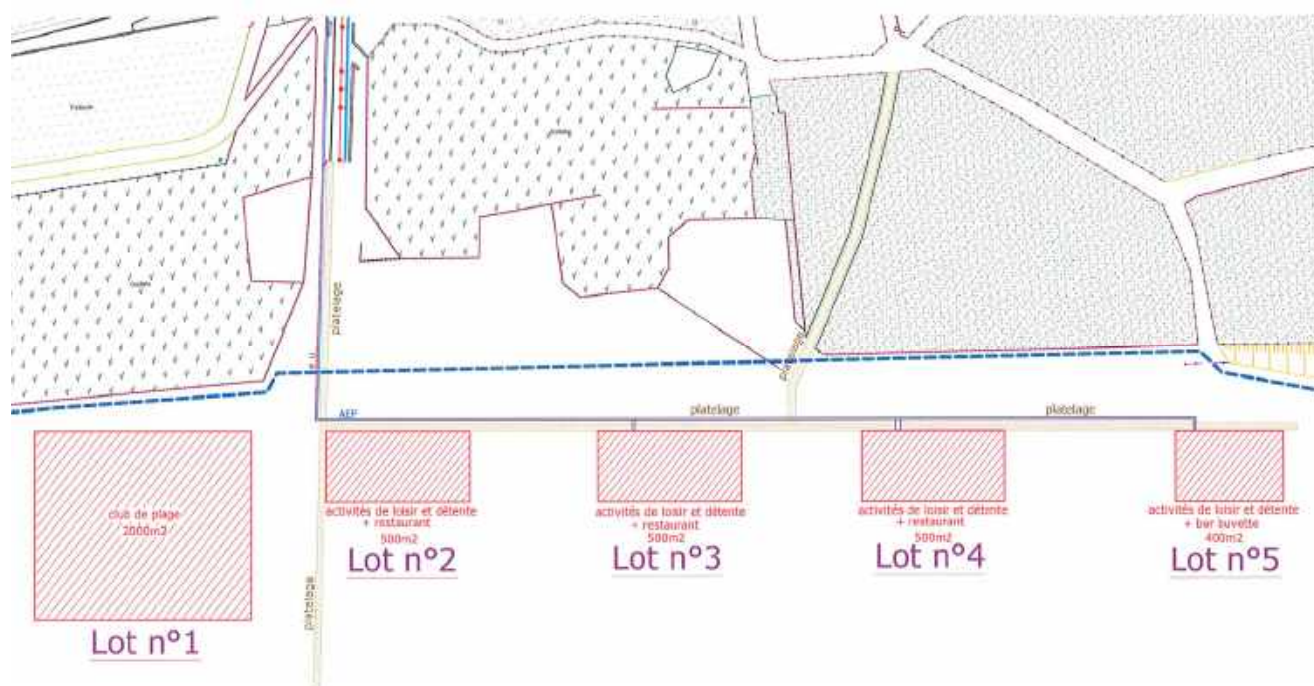 platelage
platelage
AEP
platelage
platelage
club de plage
2000m2
Lot n°1
activités de loisir et détente
+ restaurant
500m2
Lot n°2
activités de loisir et détente
+ restaurant
500m2
Lot n°3
activités de loisir et détente
+ restaurant
500m2
Lot n°4
activités de loisir et détente
+ bar buvette
400m2
Lot n°5
platelage